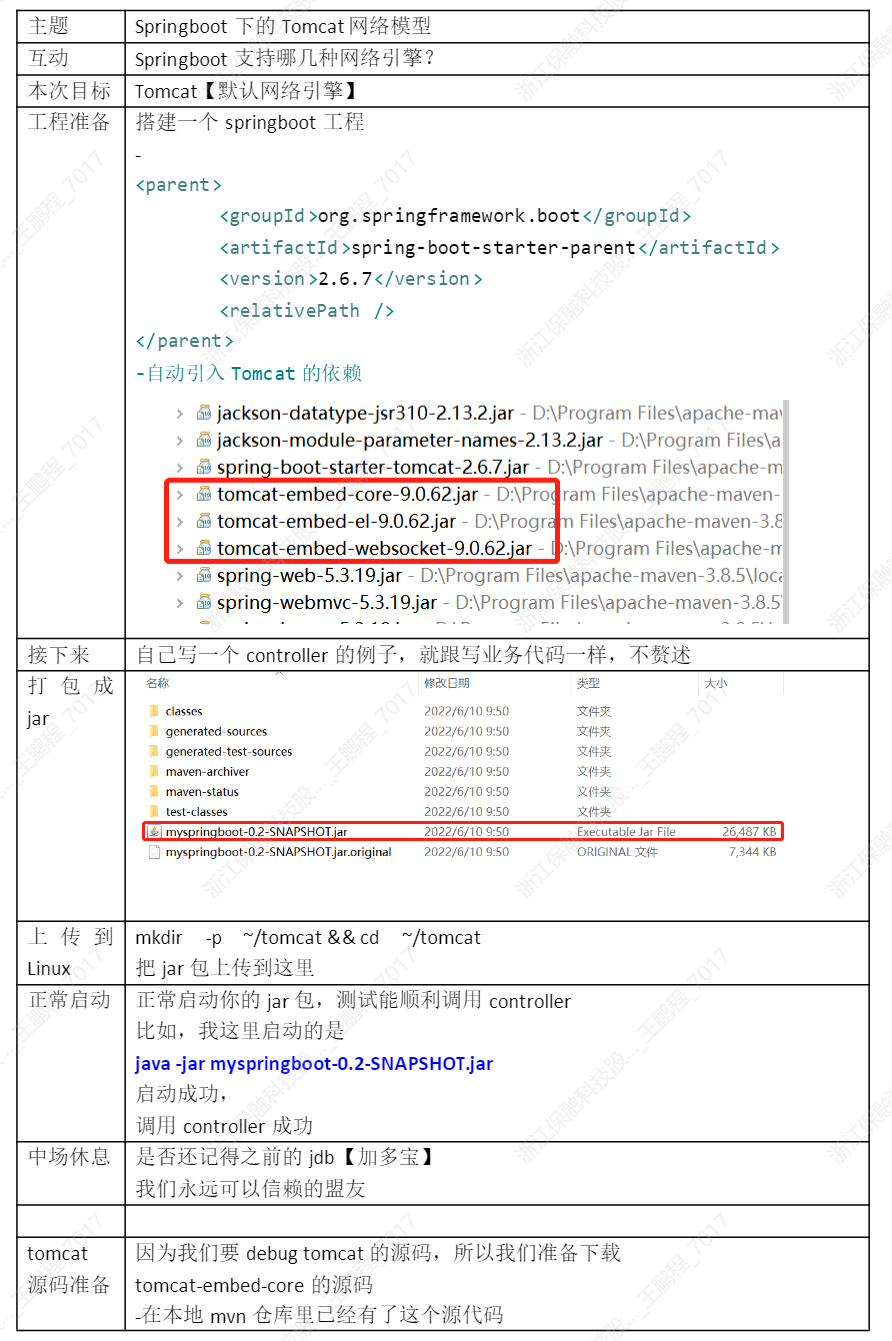 主题 Springboot 下的 Tomcat 网络模型
互动 Springboot 支持哪几种网络引擎？
本次目标 Tomcat【默认网络引擎】
工程准备 搭建一个 springboot 工程
-
<parent>
<groupId>org.springframework.boot</groupId>
<artifactId>spring-boot-starter-parent</artifactId>
<version>2.6.7</version>
<relativePath />
</parent>
-自动引入 Tomcat 的依赖
jackson-datatype-jsr310-2.13.2.jar - D:\Program Files\apache-mav
jackson-module-parameter-names-2.13.2.jar - D:\Program Files\a
spring-boot-starter-tomcat-2.6.7.jar - D:\Program Files\apache-m
tomcat-embed-core-9.0.62.jar - D:\Program Files\apache-maven-
tomcat-embed-el-9.0.62.jar - D:\Program Files\apache-maven-3.8
tomcat-embed-websocket-9.0.62.jar - D:\Program Files\apache-m
spring-web-5.3.19.jar - D:\Program Files\apache-maven-3.8.5\loca
spring-webmvc-5.3.19.jar - D:\Program Files\apache-maven-3.8.5
接下来 自己写一个 controller 的例子，就跟写业务代码一样，不赘述
打包成
jar
名称 修改日期 类型 大小
classes 2022/6/10 9:50 文件夹
generated-sources 2022/6/10 9:50 文件夹
generated-test-sources 2022/6/10 9:50 文件夹
maven-archiver 2022/6/10 9:50 文件夹
maven-status 2022/6/10 9:50 文件夹
test-classes 2022/6/10 9:50 文件夹
myspringboot-0.2-SNAPSHOT.jar 2022/6/10 9:50 Executable Jar File 26,487 KB
myspringboot-0.2-SNAPSHOT.jar.original 2022/6/10 9:50 ORIGINAL 文件 7,344 KB
上传到 mkdir -p ~/tomcat && cd ~/tomcat
Linux 把 jar 包上传到这里
正常启动 正常启动你的 jar 包，测试能顺利调用 controller
比如，我这里启动的是
java -jar myspringboot-0.2-SNAPSHOT.jar
启动成功，
调用 controller 成功
中场休息 是否还记得之前的 jdb【加多宝】
我们永远可以信赖的盟友
tomcat 因为我们要 debug tomcat 的源码，所以我们准备下载
源码准备 tomcat-embed-core 的源码
-在本地 mvn 仓库里已经有了这个源代码